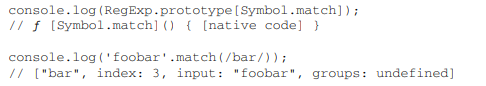 console.log(RegExp.prototype[Symbol.match]);
// ƒ [Symbol.match]() { [native code] }
console.log('foobar'.match(/bar/));
// ["bar", index: 3, input: "foobar", groups: undefined]